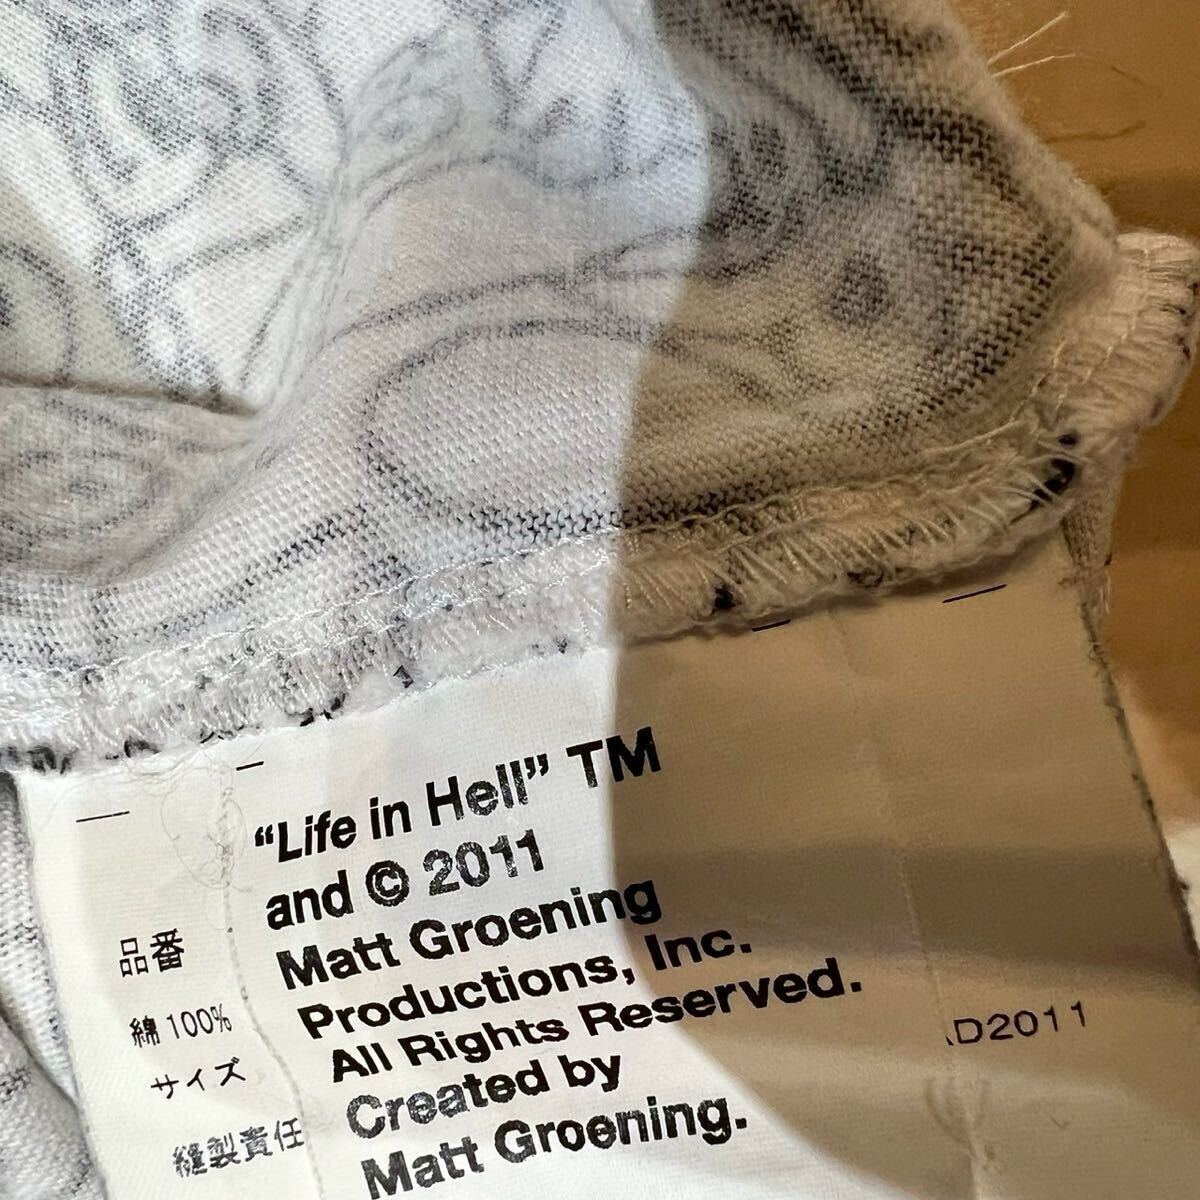 “Life in Hell” TM
and © 2011
Matt Groening
Productions, Inc.
All Rights Reserved.
Created by
Matt Groening.
品番
綿 100%
サイズ
縫製責任
AD2011